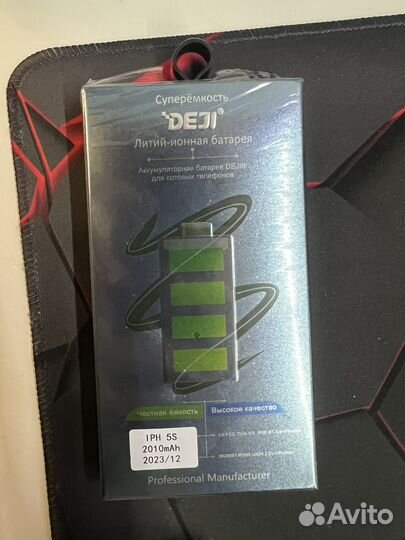 Суперёмкость
DEJI
Литий-ионная батарея
Аккумуляторная батарея DEJI®
для сотовых телефонов
Честная ёмкость
Высокое качество
IPH 5S
2010mAh
2023/12
Professional Manufacturer
Avito